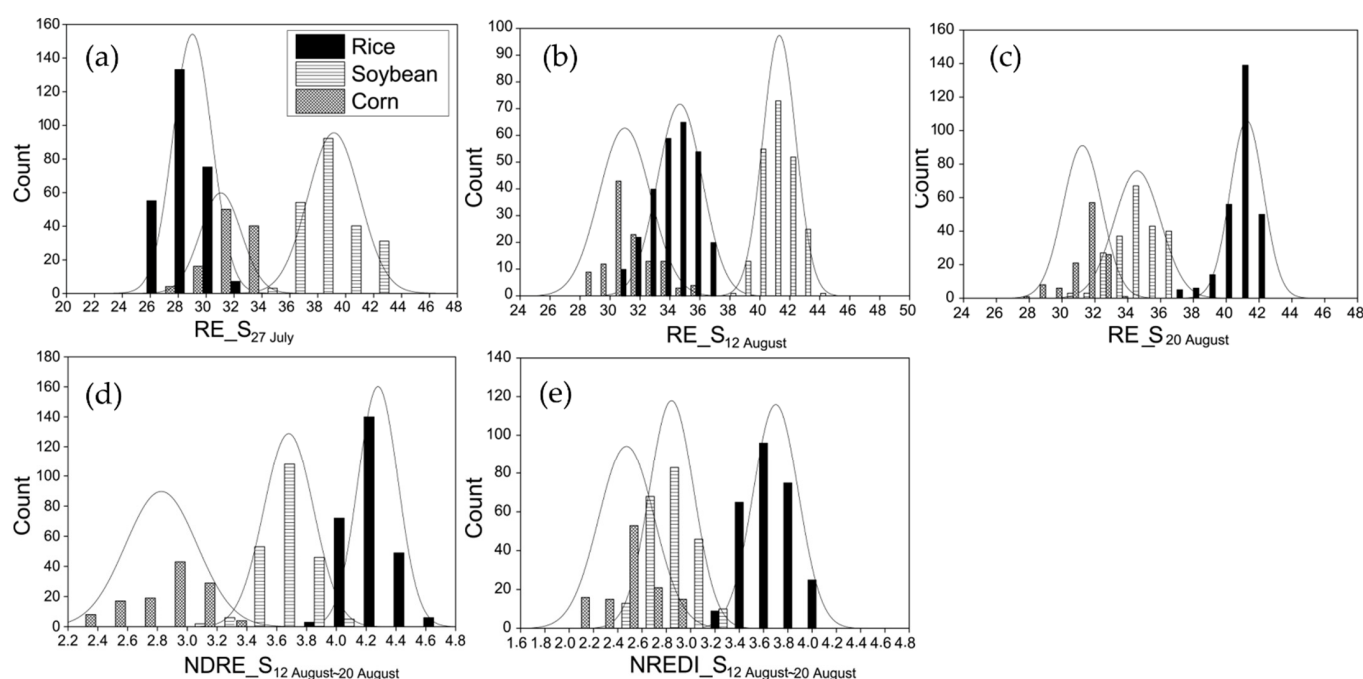 (a)
Rice
Soybean
Corn
160
140
120
100
80
60
40
20
0
Count
20 22 24 26 28 30 32 34 36 38 40 42 44 46 48
RE_S27 July
(b)
100
90
80
70
60
50
40
30
20
10
0
Count
24 26 28 30 32 34 36 38 40 42 44 46 48 50
RE_S12 August
(c)
160
140
120
100
80
60
40
20
0
Count
24 26 28 30 32 34 36 38 40 42 44 46 48
RE_S20 August
(d)
180
160
140
120
100
80
60
40
20
0
Count
2.2 2.4 2.6 2.8 3.0 3.2 3.4 3.6 3.8 4.0 4.2 4.4 4.6 4.8
NDRE_S12 August~20 August
(e)
140
120
100
80
60
40
20
0
Count
1.6 1.8 2.0 2.2 2.4 2.6 2.8 3.0 3.2 3.4 3.6 3.8 4.0 4.2 4.4 4.6 4.8
NREDI_S12 August~20 August